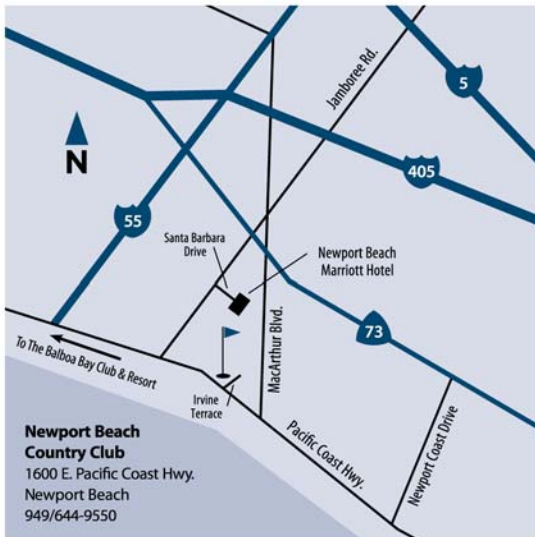 5
Jamboree Rd.
405
N
55
Santa Barbara
Drive
Newport Beach
Marriott Hotel
MacArthur Blvd.
73
To The Balboa Bay Club & Resort
Irvine
Terrace
Pacific Coast Hwy.
Newport Coast Drive
Newport Beach
Country Club
1600 E. Pacific Coast Hwy.
Newport Beach
949/644-9550